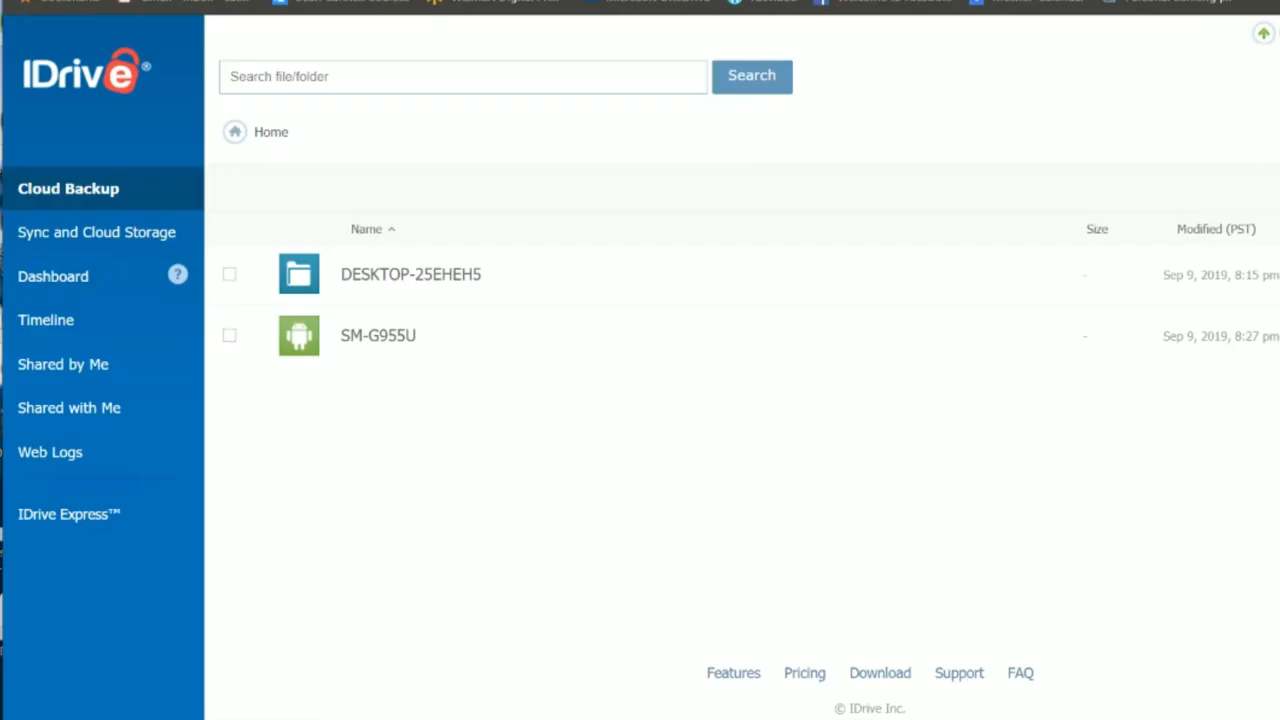 IDrive®
Search file/folder
Search
Home
Cloud Backup
Sync and Cloud Storage
Dashboard
?
Timeline
Shared by Me
Shared with Me
Web Logs
IDrive Express™
Name
Size
Modified (PST)
DESKTOP-25EHEH5
-
Sep 9, 2019, 8:15 pm
SM-G955U
-
Sep 9, 2019, 8:27 pm
Features Pricing Download Support FAQ
© IDrive Inc.